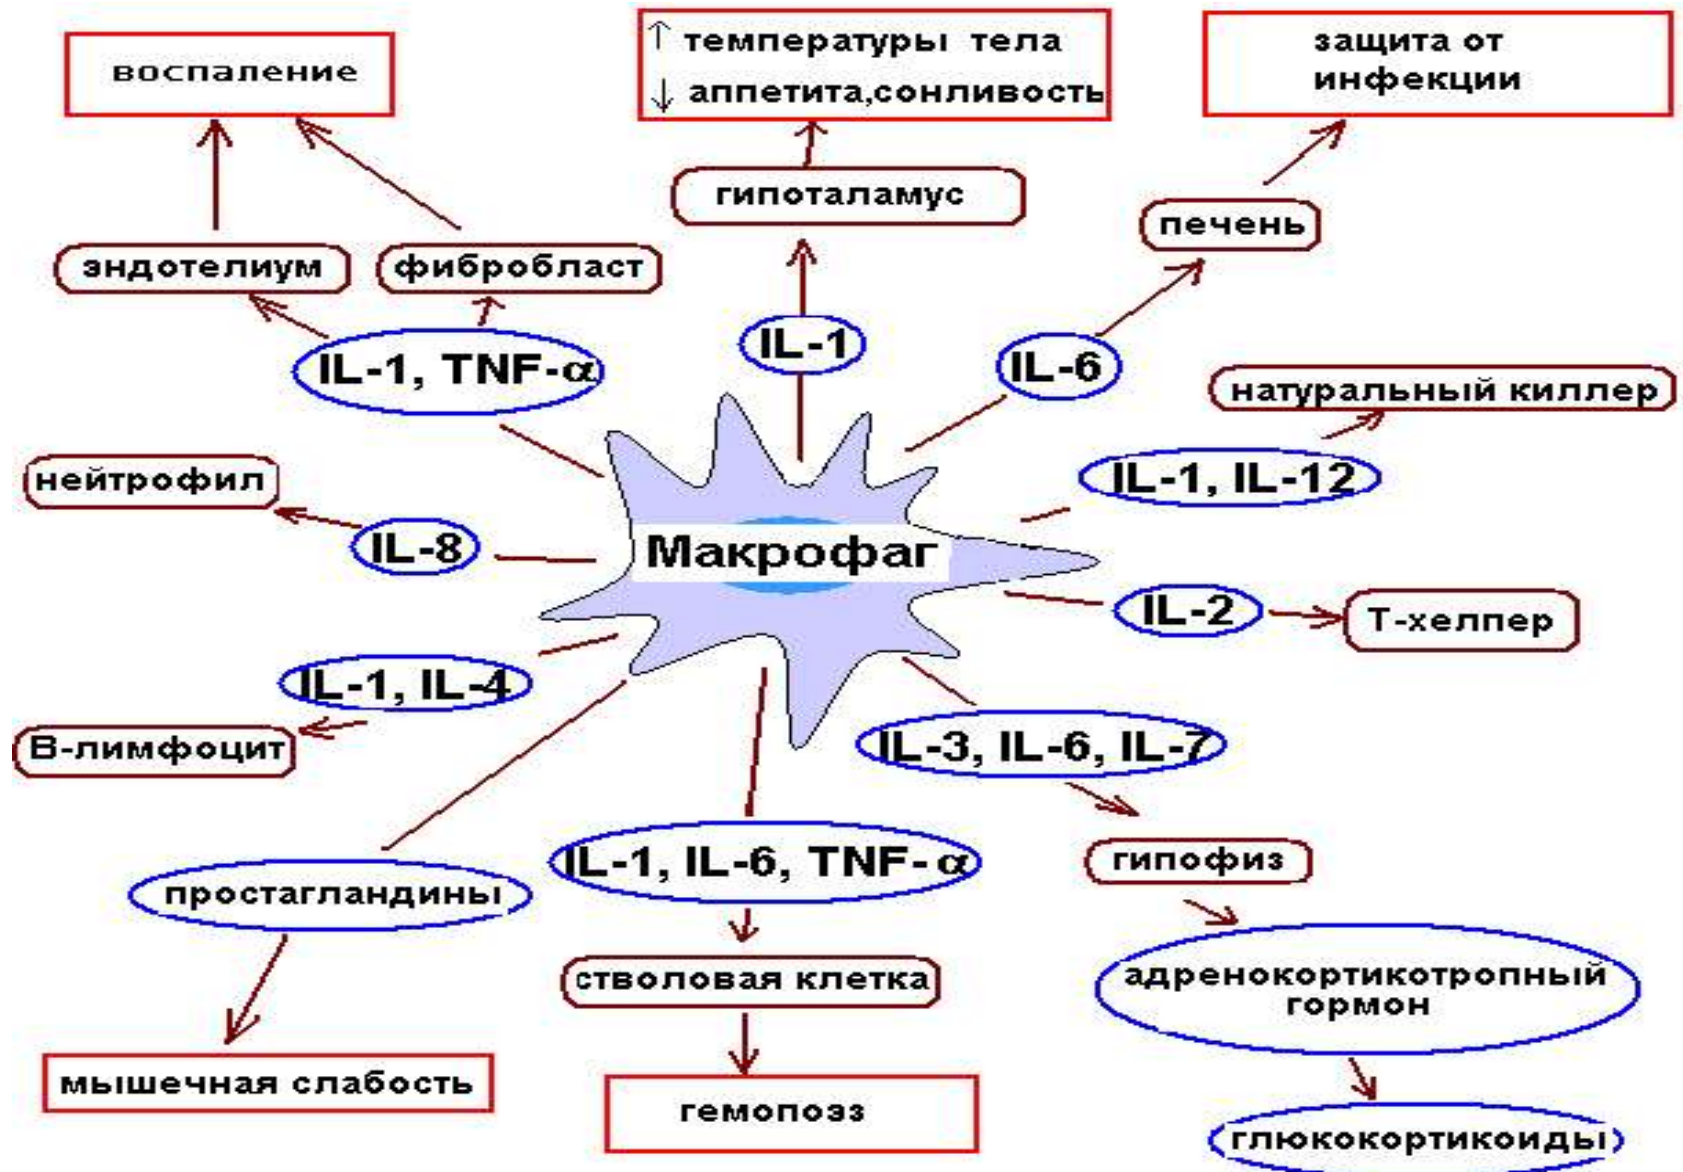 воспаление
↑ температуры тела
↓ аппетита,сонливость
защита от
инфекции
гипоталамус
печень
эндотелиум
фибробласт
IL-1, TNF-α
IL-1
IL-6
натуральный киллер
нейтрофил
IL-1, IL-12
IL-8
Макрофаг
IL-2
Т-хелпер
IL-1, IL-4
В-лимфоцит
IL-3, IL-6, IL-7
простагландины
IL-1, IL-6, TNF- α
гипофиз
стволовая клетка
адренокортикотропный
гормон
мышечная слабость
гемопоэз
глюкокортикоиды